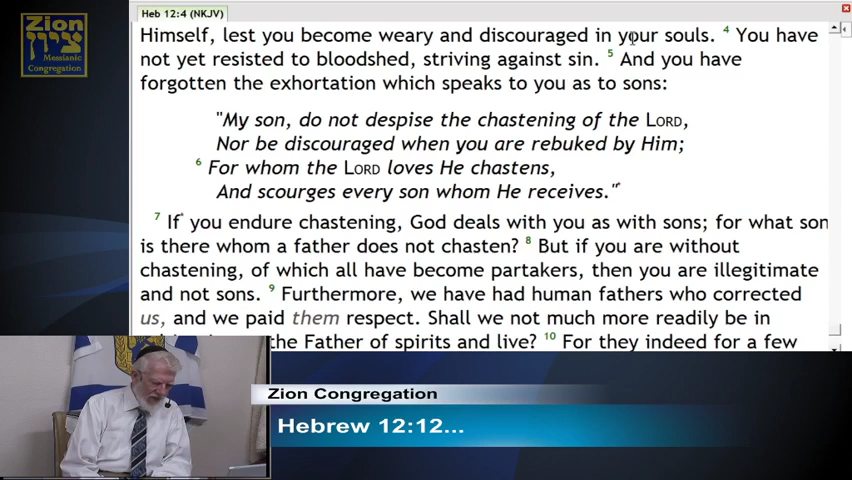 Zion
ציון
Messianic
Congregation
Heb 12:4 (NKJV)
Himself, lest you become weary and discouraged in your souls. 4 You have
not yet resisted to bloodshed, striving against sin. 5 And you have
forgotten the exhortation which speaks to you as to sons:
"My son, do not despise the chastening of the LORD,
Nor be discouraged when you are rebuked by Him;
6 For whom the LORD loves He chastens,
And scourges every son whom He receives."*
7 If* you endure chastening, God deals with you as with sons; for what son
is there whom a father does not chasten? 8 But if you are without
chastening, of which all have become partakers, then you are illegitimate
and not sons. 9 Furthermore, we have had human fathers who corrected
us, and we paid them respect. Shall we not much more readily be in
the Father of spirits and live? 10 For they indeed for a few
Zion Congregation
Hebrew 12:12...